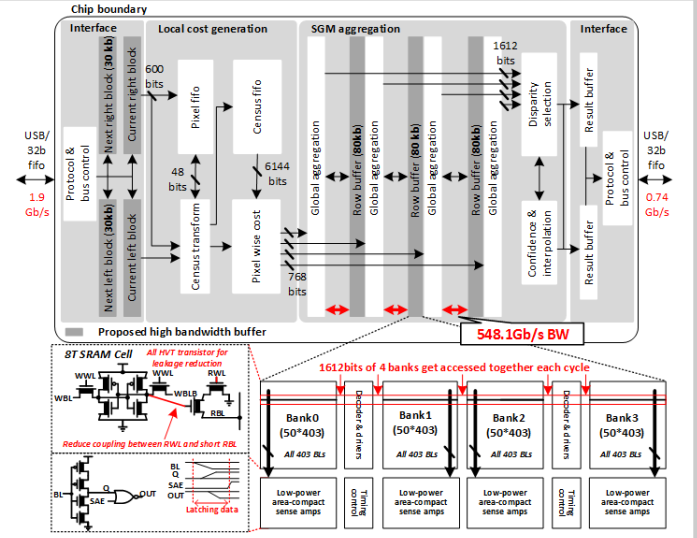 Chip boundary
Interface
Local cost generation
SGM aggregation
Interface
USB/
32b
fifo
1.9
Gb/s
Protocol &
bus control
Next right block (30 kb)
Current right block
Next left block (30kb)
Current left block
600
bits
Pixel fifo
Census fifo
48
bits
6144
bits
Census transform
Pixel wise cost
768
bits
Global aggregation
Row buffer (80kb)
Global aggregation
Row buffer (80 kb)
Global aggregation
Row buffer (80kb)
Global aggregation
1612
bits
Disparity
selection
Confidence &
interpolation
Result buffer
Result buffer
Protocol &
bus control
USB/
32b
fifo
0.74
Gb/s
Proposed high bandwidth buffer
548.1Gb/s BW
8T SRAM Cell
All HVT transistor for
leakage reduction
WWL
WWL
RWL
WBL
WBLB
RBL
Reduce coupling between RWL and short RBL
1612bits of 4 banks get accessed together each cycle
Bank0
(50*403)
All 403 BLs
Decoder & drivers
Bank1
(50*403)
All 403 BLs
Bank2
(50*403)
All 403 BLs
Decoder & drivers
Bank3
(50*403)
All 403 BLs
BL
Q
SAE
OUT
BL
Q
SAE
OUT
Latching data
Low-power
area-compact
sense amps
Timing
control
Low-power
area-compact
sense amps
Low-power
area-compact
sense amps
Timing
control
Low-power
area-compact
sense amps